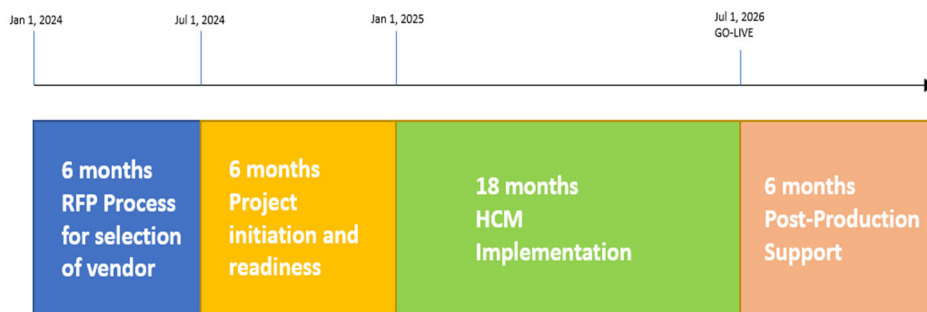 Jan 1, 2024
Jul 1, 2024
Jan 1, 2025
Jul 1, 2026
GO-LIVE
6 months
RFP Process
for selection
of vendor
6 months
Project
initiation and
readiness
18 months
HCM
Implementation
6 months
Post-Production
Support